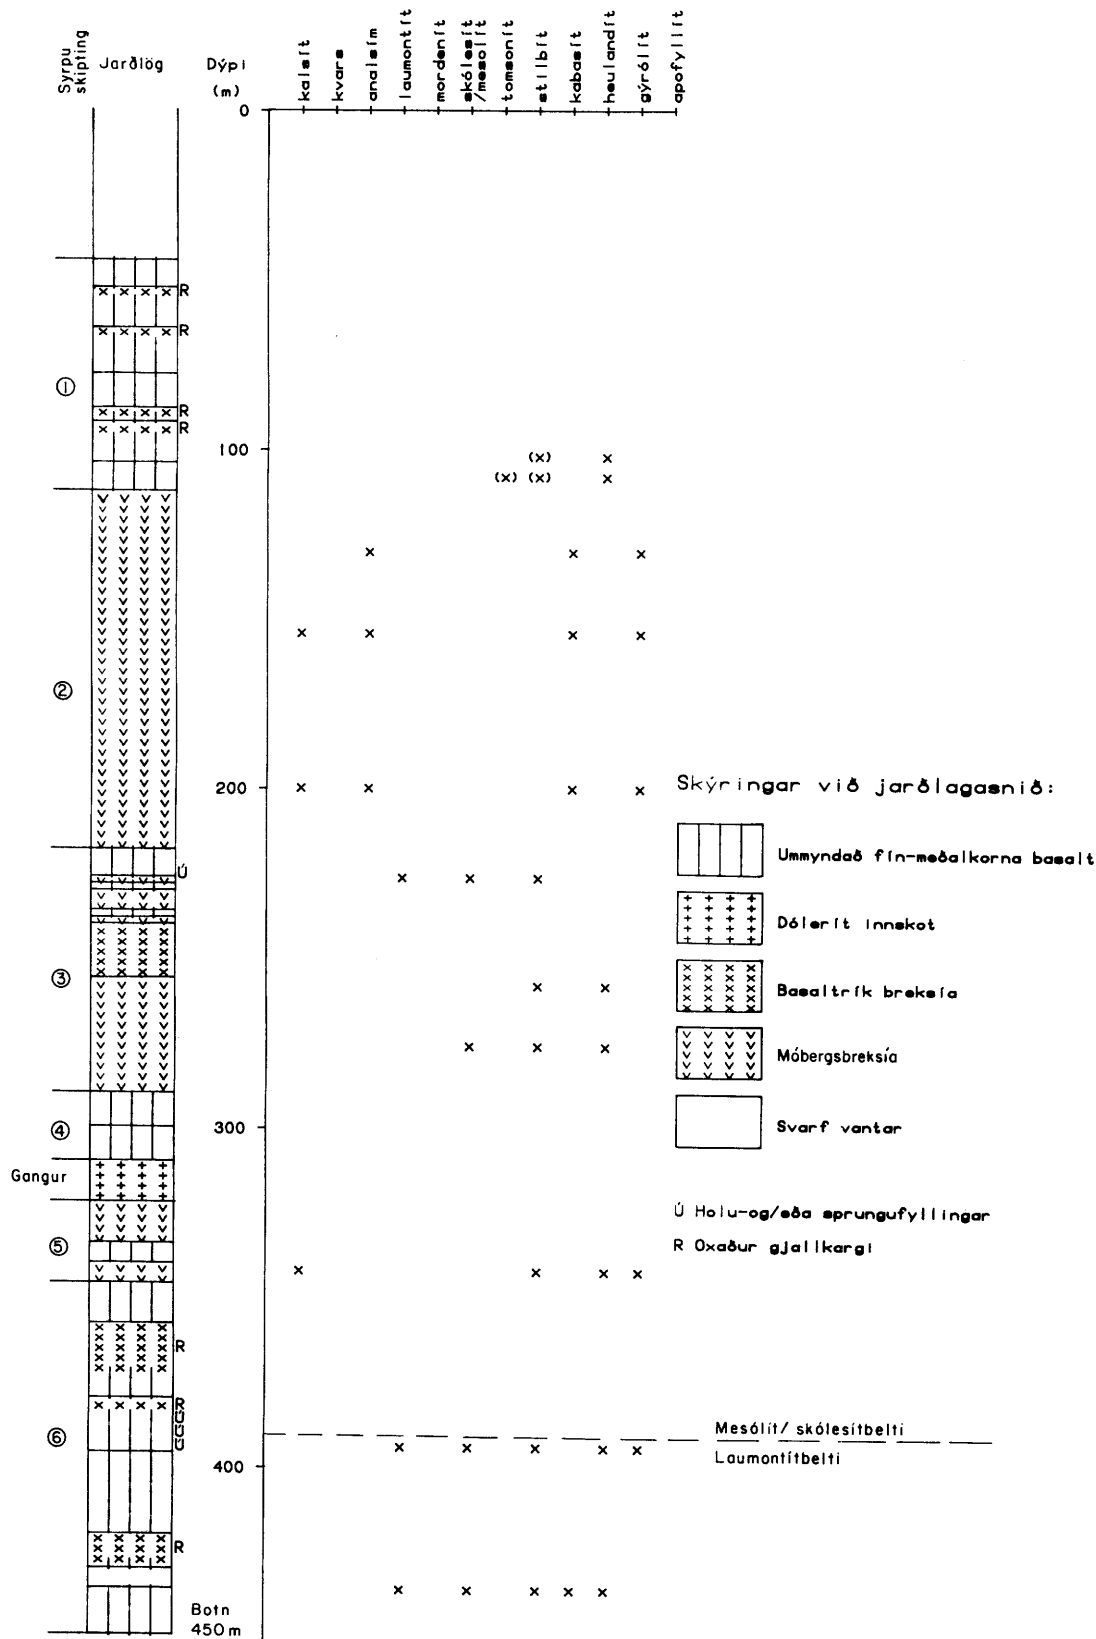 Syrpu
skipting
Jarðlög
Dýpi
(m)
kalsít
kvars
analsím
laumontít
mordenít
skólesít
/mesolít
tomsonít
stilbít
kabasít
heulandít
gýrólít
apofyllít
0
R
R
1
R
R
100
(x)
x
(x) (x)
x
2
x x x
x x x x
200
x x x x
Ú
x x x
3
x x
x x x
4
300
Gangur
5
x x x x
R
R
Ú
Ú
Ú
Ú
6
Mesólít/ skólesítbelti
Laumontítbelti
400
x x x x x
R
x x x x x
Botn
450 m
Skýringar við jarðlagasnið:
Ummyndað fín-meðalkorna basalt
Dólerít innskot
Basaltrík breksía
Móbergsbreksía
Svarf vantar
Ú Holu-og/eða sprungufyllingar
R Oxaður gjallkargi